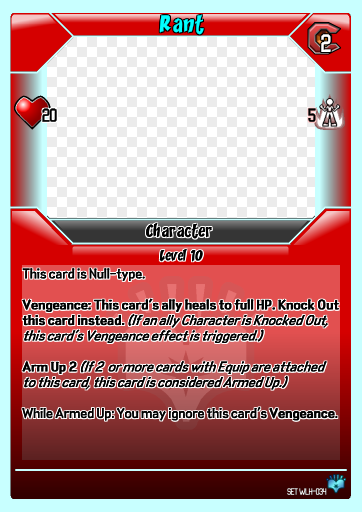 Rant
2
20
5
Character
Level 10
This card is Null-type.
Vengeance: This card's ally heals to full HP. Knock Out
this card instead. (If an ally Character is Knocked Out,
this card's Vengeance effect is triggered.)
Arm Up 2 (If 2 or more cards with Equip are attached
to this card, this card is considered Armed Up.)
While Armed Up: You may ignore this card's Vengeance.
SET WLH-034